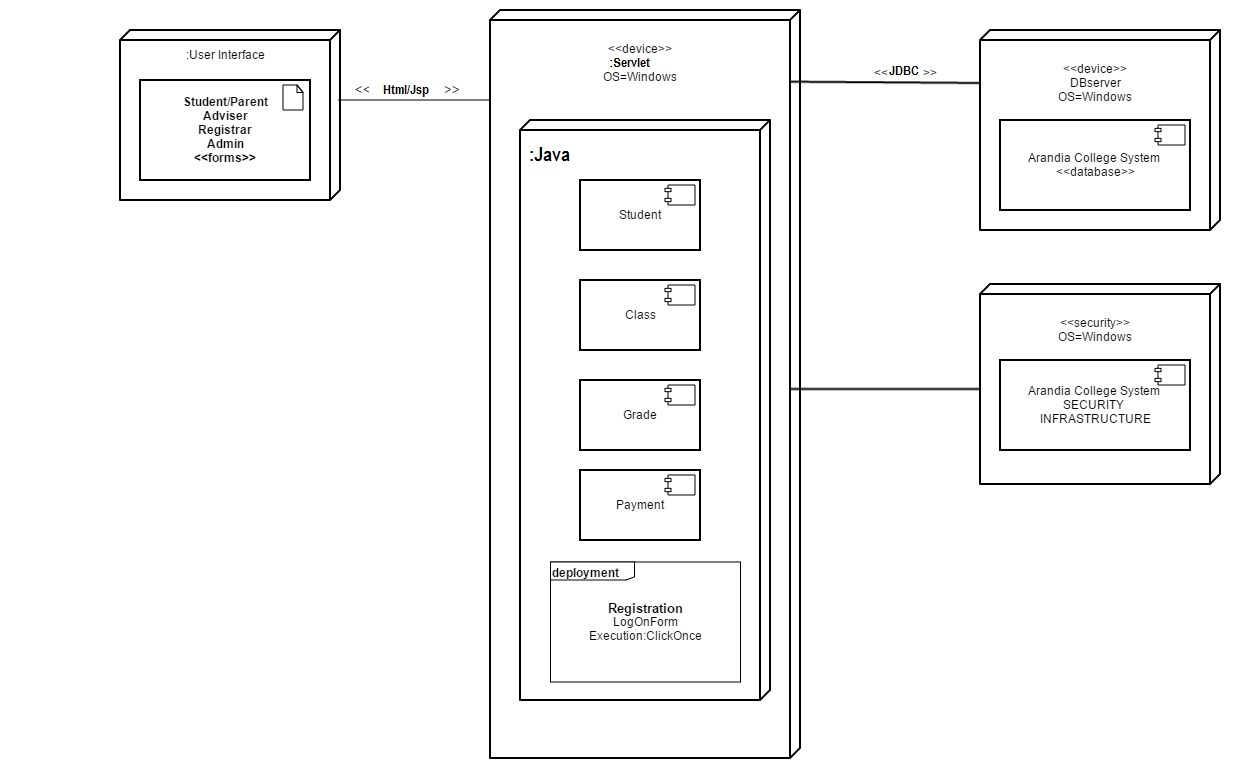 :User Interface
Student/Parent
Adviser
Registrar
Admin
<<forms>>
<< Html/Jsp >>
<<device>>
:Servlet
OS=Windows
:Java
Student
Class
Grade
Payment
deployment
Registration
LogOnForm
Execution:ClickOnce
<<JDBC >>
<<device>>
DBserver
OS=Windows
Arandia College System
<<database>>
<<security>>
OS=Windows
Arandia College System
SECURITY
INFRASTRUCTURE